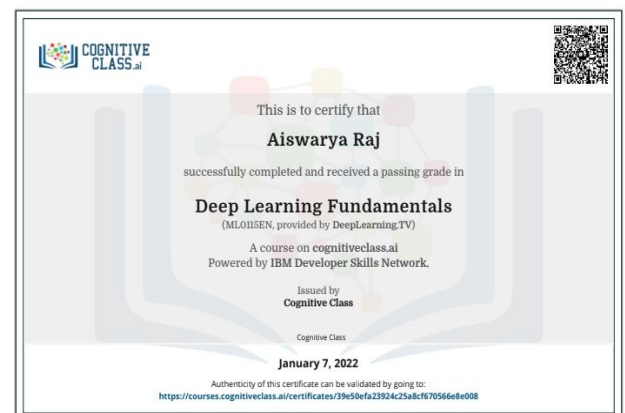 COGNITIVE
CLASS.ai
This is to certify that
Aiswarya Raj
successfully completed and received a passing grade in
Deep Learning Fundamentals
(ML0115EN, provided by DeepLearning.TV)
A course on cognitiveclass.ai
Powered by IBM Developer Skills Network.
Issued by
Cognitive Class
Cognitive Class
January 7, 2022
Authenticity of this certificate can be validated by going to:
https://courses.cognitiveclass.ai/certificates/39e50efa23924c25a8cf670566e8e008